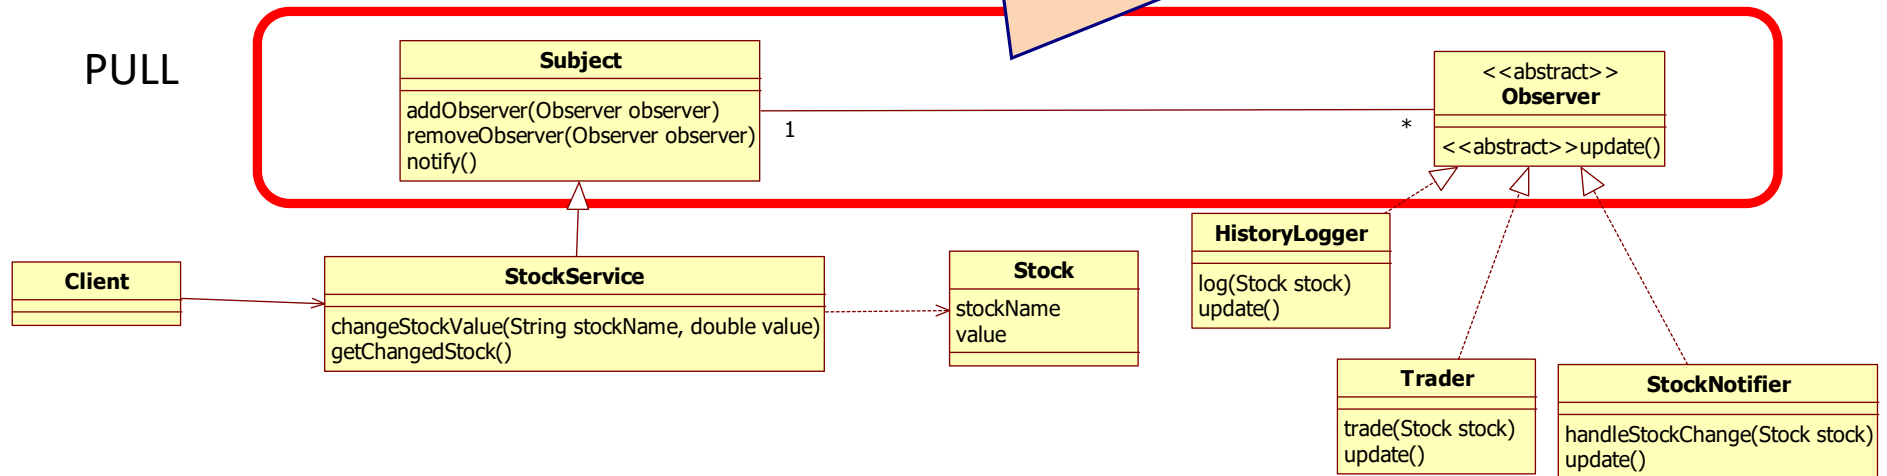 PULL
Subject
addObserver(Observer observer)
removeObserver(Observer observer)
notify()
1
*
<<abstract>>
Observer
<<abstract>>update()
Client
StockService
changeStockValue(String stockName, double value)
getChangedStock()
Stock
stockName
value
HistoryLogger
log(Stock stock)
update()
Trader
trade(Stock stock)
update()
StockNotifier
handleStockChange(Stock stock)
update()